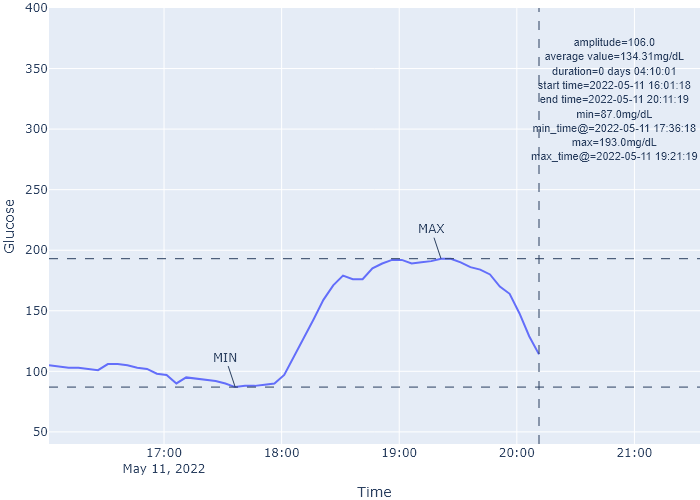 400
350
300
250
200
150
100
50
Glucose
amplitude=106.0
average value=134.31mg/dL
duration=0 days 04:10:01
start time=2022-05-11 16:01:18
end time=2022-05-11 20:11:19
min=87.0mg/dL
min_time@=2022-05-11 17:36:18
max=193.0mg/dL
max_time@=2022-05-11 19:21:19
MAX
MIN
17:00 18:00 19:00 20:00 21:00
May 11, 2022
Time